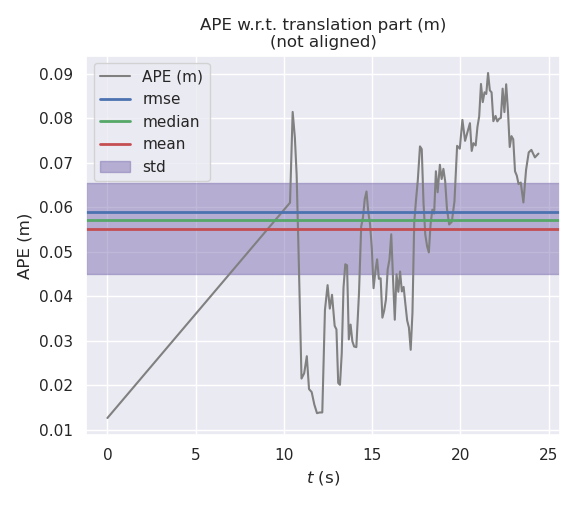 APE w.r.t. translation part (m)
(not aligned)
APE (m)
rmse
median
mean
std
0.09
0.08
0.07
0.06
0.05
0.04
0.03
0.02
0.01
APE (m)
0 5 10 15 20 25
t (s)